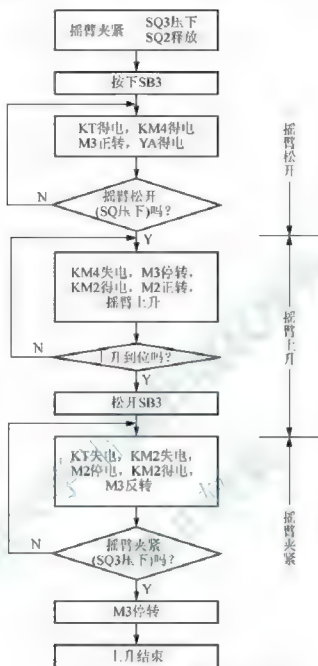 摇臂夹紧 SQ3压下
SQ2释放
按下SB3
KT得电，KM4得电
M3正转，YA得电
N
摇臂松开
(SQ压下)吗?
Y
KM4失电，M3停转，
KM2得电，M2正转，
摇臂上升
N
上升到位吗?
Y
松开SB3
KT失电，KM2失电，
M2停电，KM2得电，
M3反转
N
摇臂夹紧
(SQ3压下)吗?
Y
M3停转
上升结束
摇臂松开
摇臂上升
摇臂夹紧